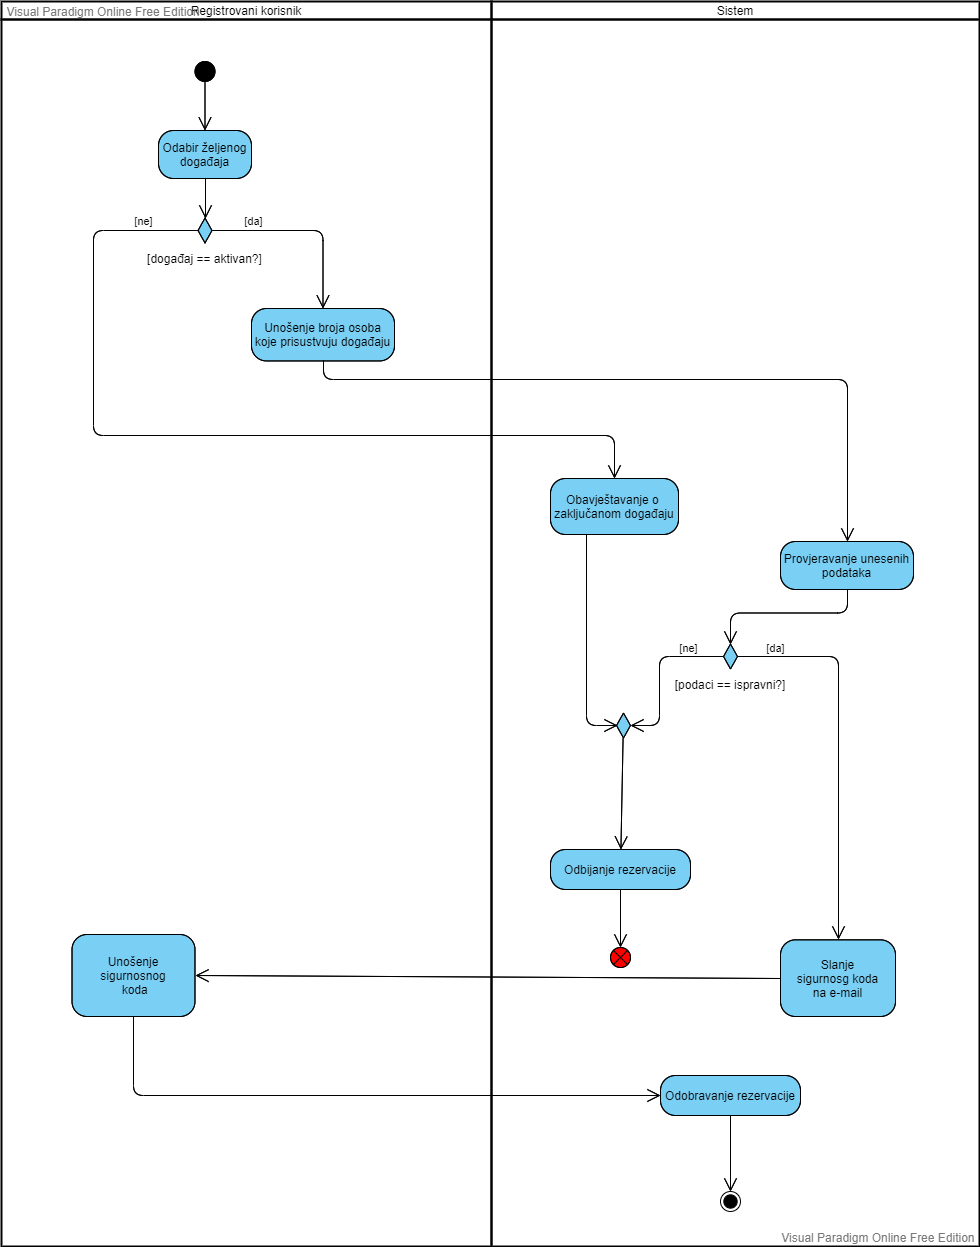 Visual Paradigm Online Free Edition
Registrovani korisnik
Sistem
Odabir željenog
događaja
[ne]
[da]
[događaj == aktivan?]
Unošenje broja osoba
koje prisustvuju događaju
Obavještavanje o
zaključanom događaju
Provjeravanje unesenih
podataka
[ne]
[da]
[podaci == ispravni?]
Odbijanje rezervacije
Unošenje
sigurnosnog
koda
Slanje
sigurnosg koda
na e-mail
Odobravanje rezervacije
Visual Paradigm Online Free Edition